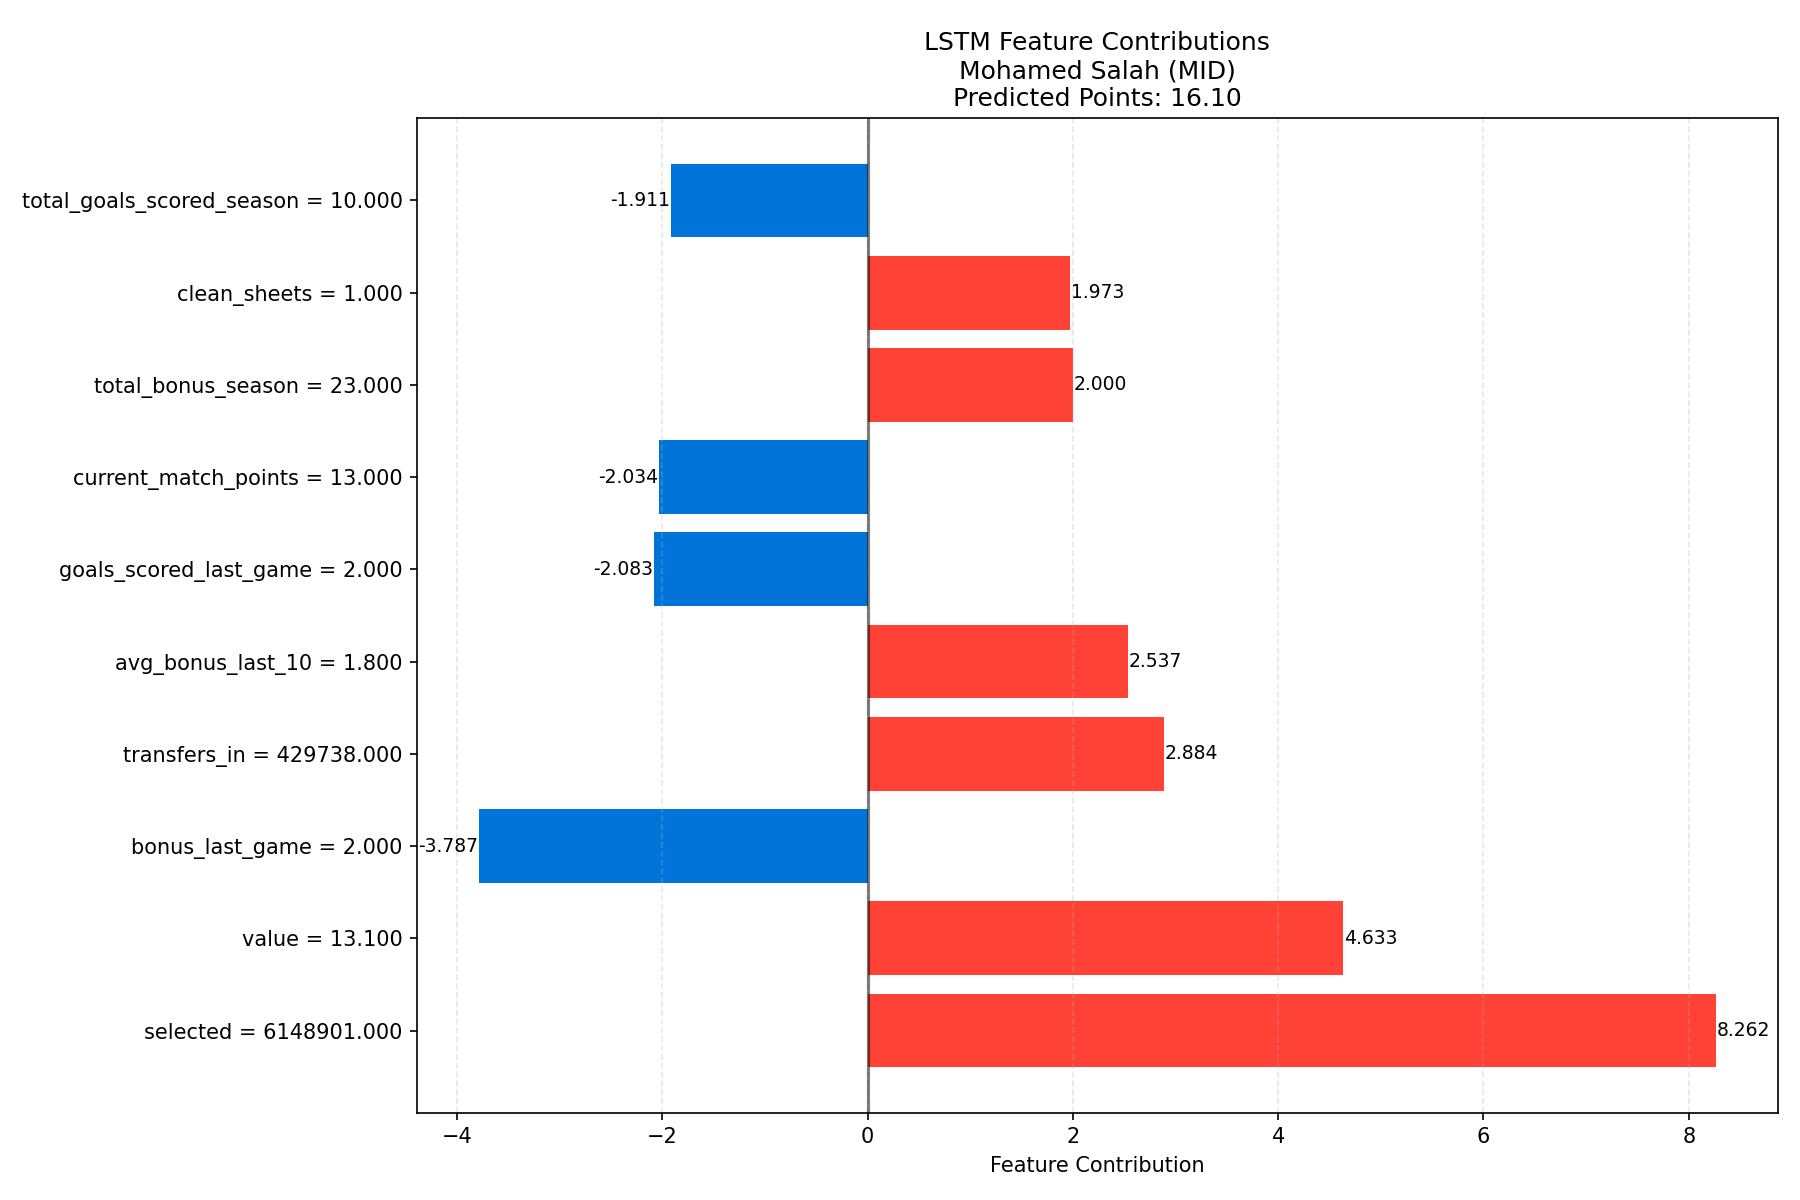 LSTM Feature Contributions
Mohamed Salah (MID)
Predicted Points: 16.10
total_goals_scored_season = 10.000
-1.911
clean_sheets = 1.000
1.973
total_bonus_season = 23.000
2.000
current_match_points = 13.000
-2.034
goals_scored_last_game = 2.000
-2.083
avg_bonus_last_10 = 1.800
2.537
transfers_in = 429738.000
2.884
bonus_last_game = 2.000
-3.787
value = 13.100
4.633
selected = 6148901.000
8.262
−4 −2 0 2 4 6 8
Feature Contribution